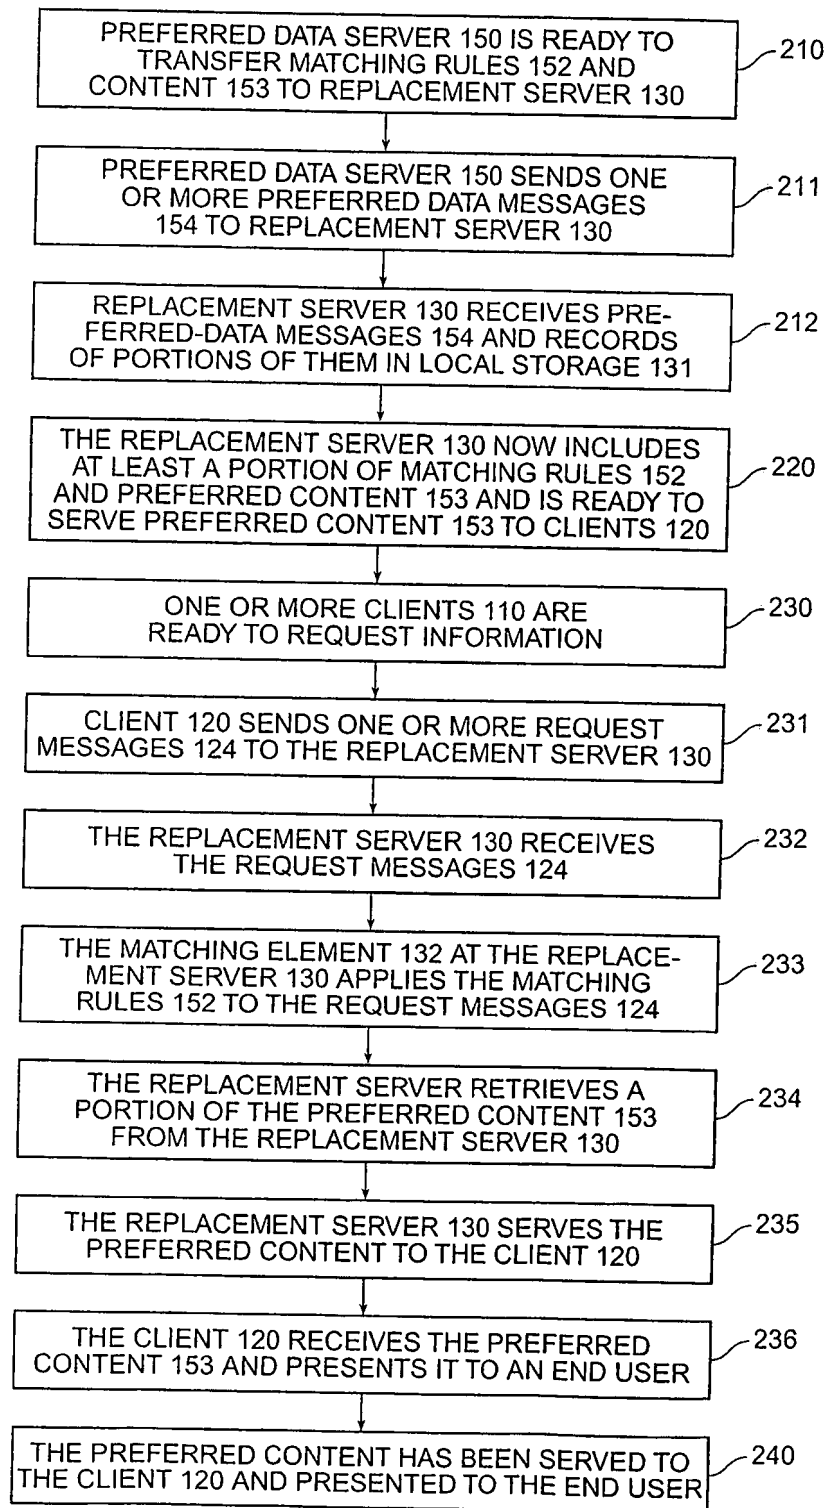 PREFERRED DATA SERVER 150 IS READY TO
TRANSFER MATCHING RULES 152 AND
CONTENT 153 TO REPLACEMENT SERVER 130
210
PREFERRED DATA SERVER 150 SENDS ONE
OR MORE PREFERRED DATA MESSAGES
154 TO REPLACEMENT SERVER 130
211
REPLACEMENT SERVER 130 RECEIVES PRE-
FERRED-DATA MESSAGES 154 AND RECORDS
OF PORTIONS OF THEM IN LOCAL STORAGE 131
212
THE REPLACEMENT SERVER 130 NOW INCLUDES
AT LEAST A PORTION OF MATCHING RULES 152
AND PREFERRED CONTENT 153 AND IS READY TO
SERVE PREFERRED CONTENT 153 TO CLIENTS 120
220
ONE OR MORE CLIENTS 110 ARE
READY TO REQUEST INFORMATION
230
CLIENT 120 SENDS ONE OR MORE REQUEST
MESSAGES 124 TO THE REPLACEMENT SERVER 130
231
THE REPLACEMENT SERVER 130 RECEIVES
THE REQUEST MESSAGES 124
232
THE MATCHING ELEMENT 132 AT THE REPLACE-
MENT SERVER 130 APPLIES THE MATCHING
RULES 152 TO THE REQUEST MESSAGES 124
233
THE REPLACEMENT SERVER RETRIEVES A
PORTION OF THE PREFERRED CONTENT 153
FROM THE REPLACEMENT SERVER 130
234
THE REPLACEMENT SERVER 130 SERVES THE
PREFERRED CONTENT TO THE CLIENT 120
235
THE CLIENT 120 RECEIVES THE PREFERRED
CONTENT 153 AND PRESENTS IT TO AN END USER
236
THE PREFERRED CONTENT HAS BEEN SERVED TO
THE CLIENT 120 AND PRESENTED TO THE END USER
240